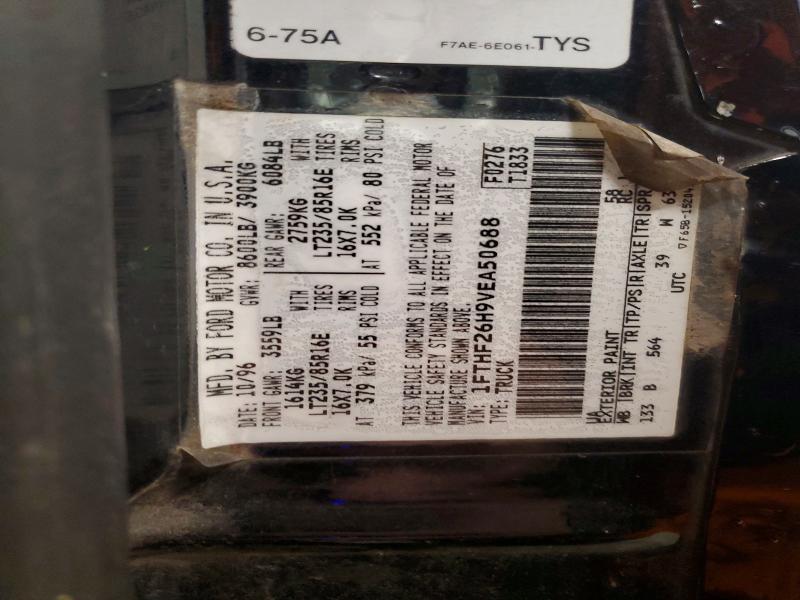 6-75A
F7AE-6E061-TYS
MFD. BY FORD MOTOR CO. IN U.S.A.
DATE: 10/96 GVWR: 8600LB/ 3900KG
FRONT GAWR: 3559LB REAR GAWR: 6084LB
1614KG WITH 2759KG WITH
LT235/85R16E TIRES LT235/85R16E TIRES
16X7.0K RIMS 16X7.0K RIMS
AT 379 kPa/ 55 PSI COLD AT 552 kPa/ 80 PSI COLD
THIS VEHICLE CONFORMS TO ALL APPLICABLE FEDERAL MOTOR
VEHICLE SAFETY STANDARDS IN EFFECT ON THE DATE OF
MANUFACTURE SHOWN ABOVE.
VIN: 1FTHF26H9VEA50688
TYPE: TRUCK
F0276
T1833
UA 58
EXTERIOR PAINT RC
WB BRK INT TR TP/PS R AXLE TR SPR
133 B 564 39 W 63
UTC